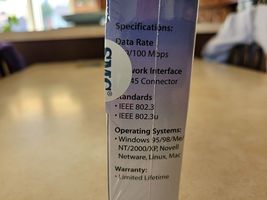 Specifications:
Data Rate
/100 Mbps
work Interface
45 Connector
SMC®
tandards
• IEEE 802.3
• IEEE 802.3u
Operating Systems:
• Windows 95/98/Me/
NT/2000/XP, Novell
Netware, Linux, Mac
Warranty:
• Limited Lifetime